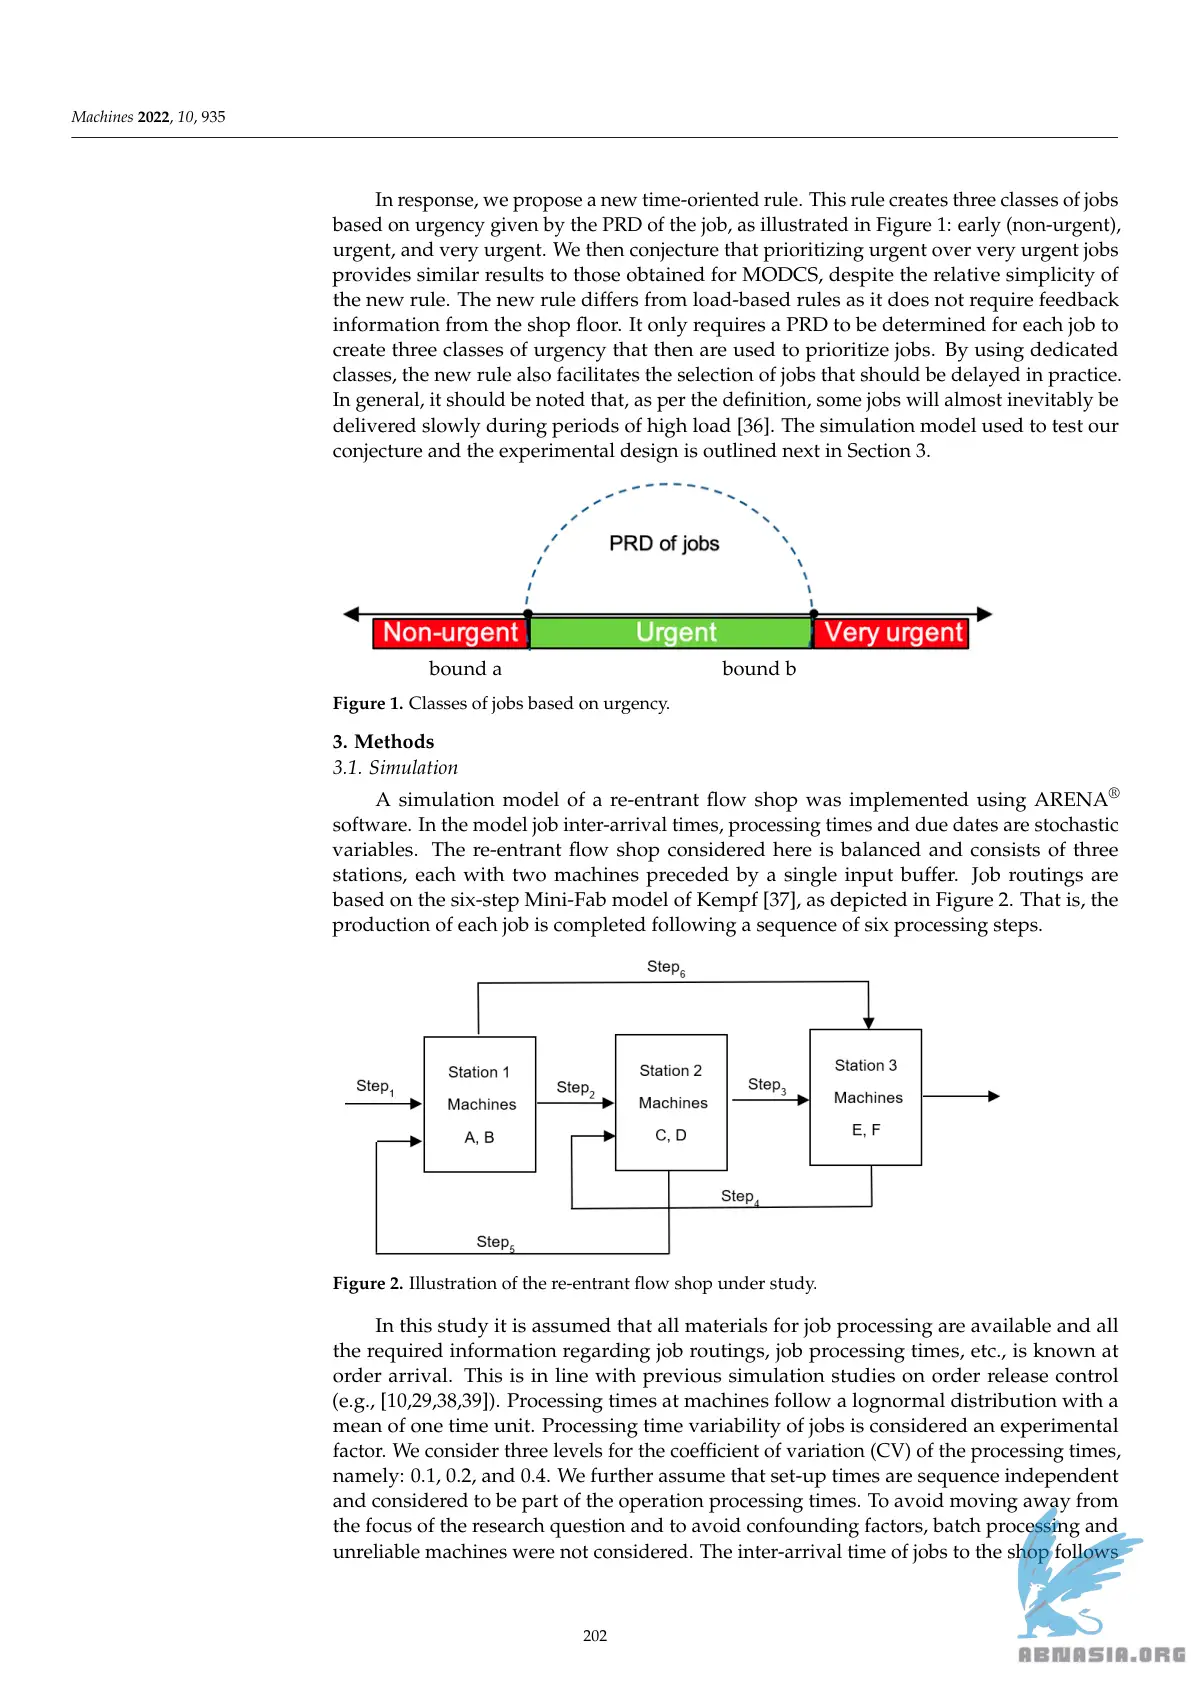 Machines 2022, 10, 935
In response, we propose a new time-oriented rule. This rule creates three classes of jobs
based on urgency given by the PRD of the job, as illustrated in Figure 1: early (non-urgent),
urgent, and very urgent. We then conjecture that prioritizing urgent over very urgent jobs
provides similar results to those obtained for MODCS, despite the relative simplicity of
the new rule. The new rule differs from load-based rules as it does not require feedback
information from the shop floor. It only requires a PRD to be determined for each job to
create three classes of urgency that then are used to prioritize jobs. By using dedicated
classes, the new rule also facilitates the selection of jobs that should be delayed in practice.
In general, it should be noted that, as per the definition, some jobs will almost inevitably be
delivered slowly during periods of high load [36]. The simulation model used to test our
conjecture and the experimental design is outlined next in Section 3.
PRD of jobs
Non-urgent Urgent Very urgent
bound a bound b
Figure 1. Classes of jobs based on urgency.
3. Methods
3.1. Simulation
A simulation model of a re-entrant flow shop was implemented using ARENA®
software. In the model job inter-arrival times, processing times and due dates are stochastic
variables. The re-entrant flow shop considered here is balanced and consists of three
stations, each with two machines preceded by a single input buffer. Job routings are
based on the six-step Mini-Fab model of Kempf [37], as depicted in Figure 2. That is, the
production of each job is completed following a sequence of six processing steps.
Step6
Step1
Station 1
Machines
A, B
Step2
Station 2
Machines
C, D
Step3
Station 3
Machines
E, F
Step4
Step5
Figure 2. Illustration of the re-entrant flow shop under study.
In this study it is assumed that all materials for job processing are available and all
the required information regarding job routings, job processing times, etc., is known at
order arrival. This is in line with previous simulation studies on order release control
(e.g., [10,29,38,39]). Processing times at machines follow a lognormal distribution with a
mean of one time unit. Processing time variability of jobs is considered an experimental
factor. We consider three levels for the coefficient of variation (CV) of the processing times,
namely: 0.1, 0.2, and 0.4. We further assume that set-up times are sequence independent
and considered to be part of the operation processing times. To avoid moving away from
the focus of the research question and to avoid confounding factors, batch processing and
unreliable machines were not considered. The inter-arrival time of jobs to the shop follows
202
ABNASIA.ORG